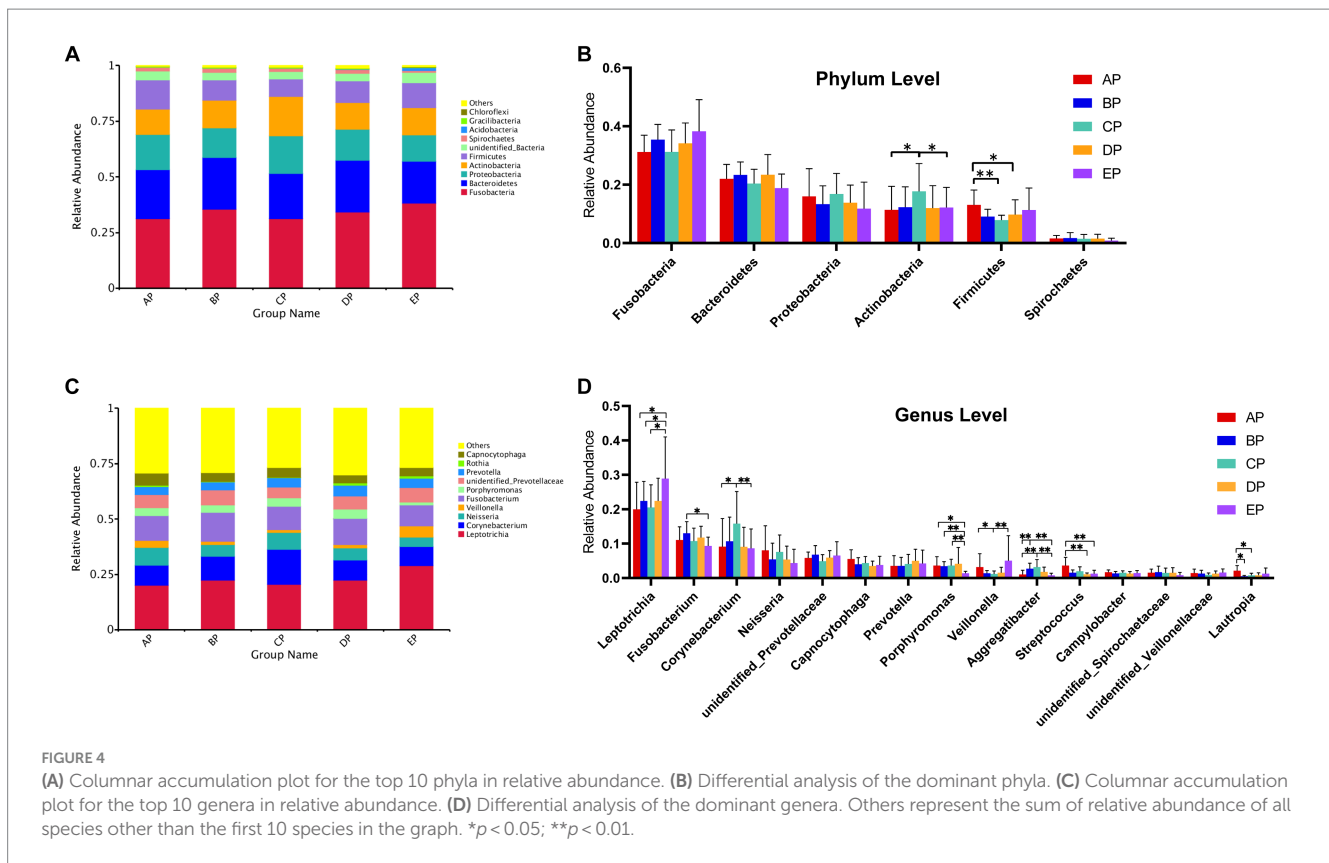 A
Relative Abundance
1
0.75
0.5
0.25
0
AP
BP
CP
DP
EP
Group Name
Others
Chloroflexi
Gracilibacteria
Acidobacteria
Spirochaetes
unidentified_Bacteria
Firmicutes
Actinobacteria
Proteobacteria
Bacteroidetes
Fusobacteria
B
Phylum Level
Relative Abundance
0.6
0.4
0.2
0.0
*
*
*
**
Fusobacteria
Bacteroidetes
Proteobacteria
Actinobacteria
Firmicutes
Spirochaetes
AP
BP
CP
DP
EP
C
Relative Abundance
1
0.75
0.5
0.25
0
AP
BP
CP
DP
EP
Group Name
Others
Capnocytophaga
Rothia
Prevotella
unidentified_Prevotellaceae
Porphyromonas
Fusobacterium
Veillonella
Neisseria
Corynebacterium
Leptotrichia
D
Genus Level
Relative Abundance
0.5
0.4
0.3
0.2
0.1
0.0
*
*
*
*
*
**
*
**
**
*
**
**
**
**
**
**
**
*
*
Leptotrichia
Fusobacterium
Corynebacterium
Neisseria
unidentified_Prevotellaceae
Capnocytophaga
Prevotella
Porphyromonas
Veillonella
Aggregatibacter
Streptococcus
Campylobacter
unidentified_Spirochaetaceae
unidentified_Veillonellaceae
Lautropia
AP
BP
CP
DP
EP
FIGURE 4
(A) Columnar accumulation plot for the top 10 phyla in relative abundance. (B) Differential analysis of the dominant phyla. (C) Columnar accumulation
plot for the top 10 genera in relative abundance. (D) Differential analysis of the dominant genera. Others represent the sum of relative abundance of all
species other than the first 10 species in the graph. *p < 0.05; **p < 0.01.